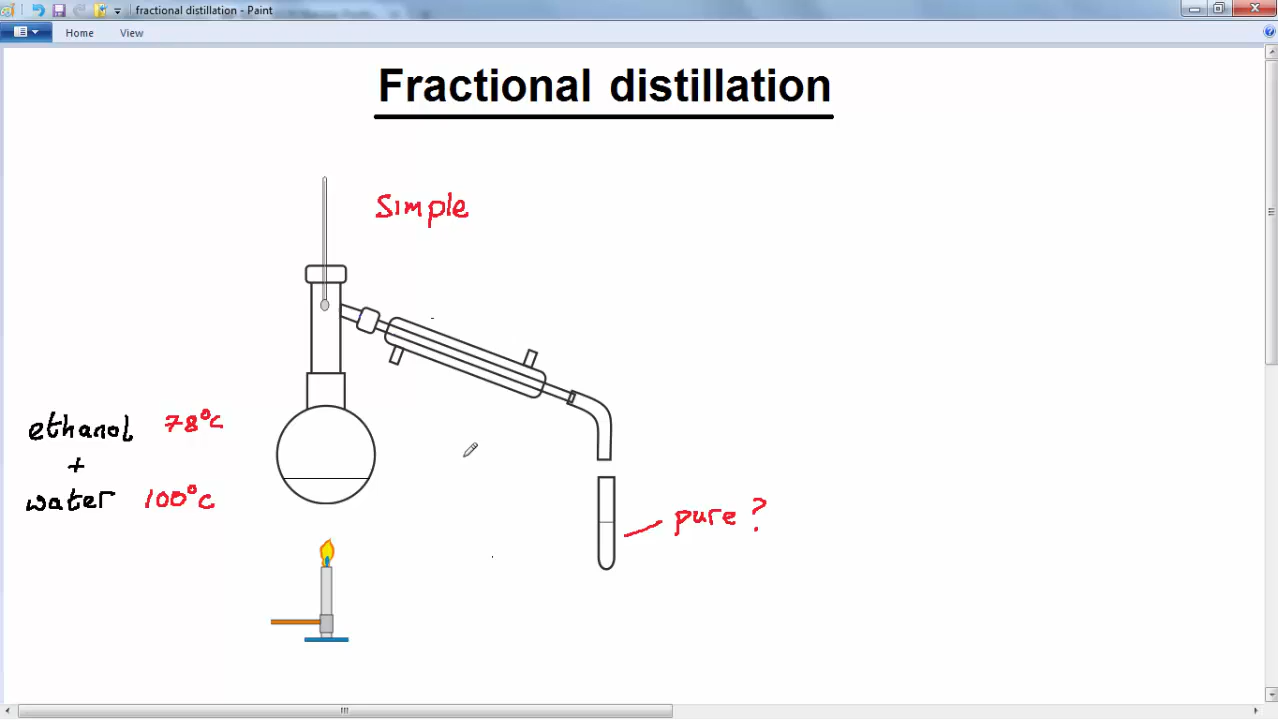 fractional distillation - Paint
Home View
Fractional distillation
Simple
ethanol 78°C
+
water 100°C
pure ?